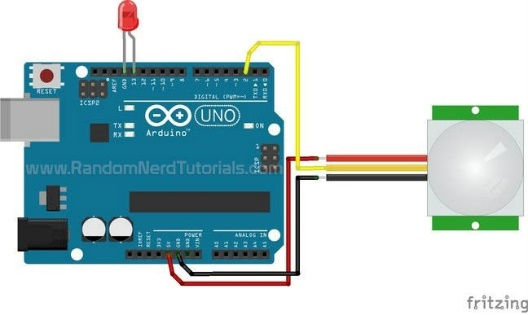 RESET
ICSP2
AREF
GND
13
12
~11
~10
~9
8
7
~6
~5
4
~3
2
TX0▸1
RX0◂0
DIGITAL (PWM=~)
L
TX
RX
Arduino
UNO
ON
ICSP
www.RandomNerdTutorials.com
IOREF
RESET
3V3
5V
GND
GND
VIN
POWER
ANALOG IN
A0
A1
A2
A3
A4
A5
fritzing